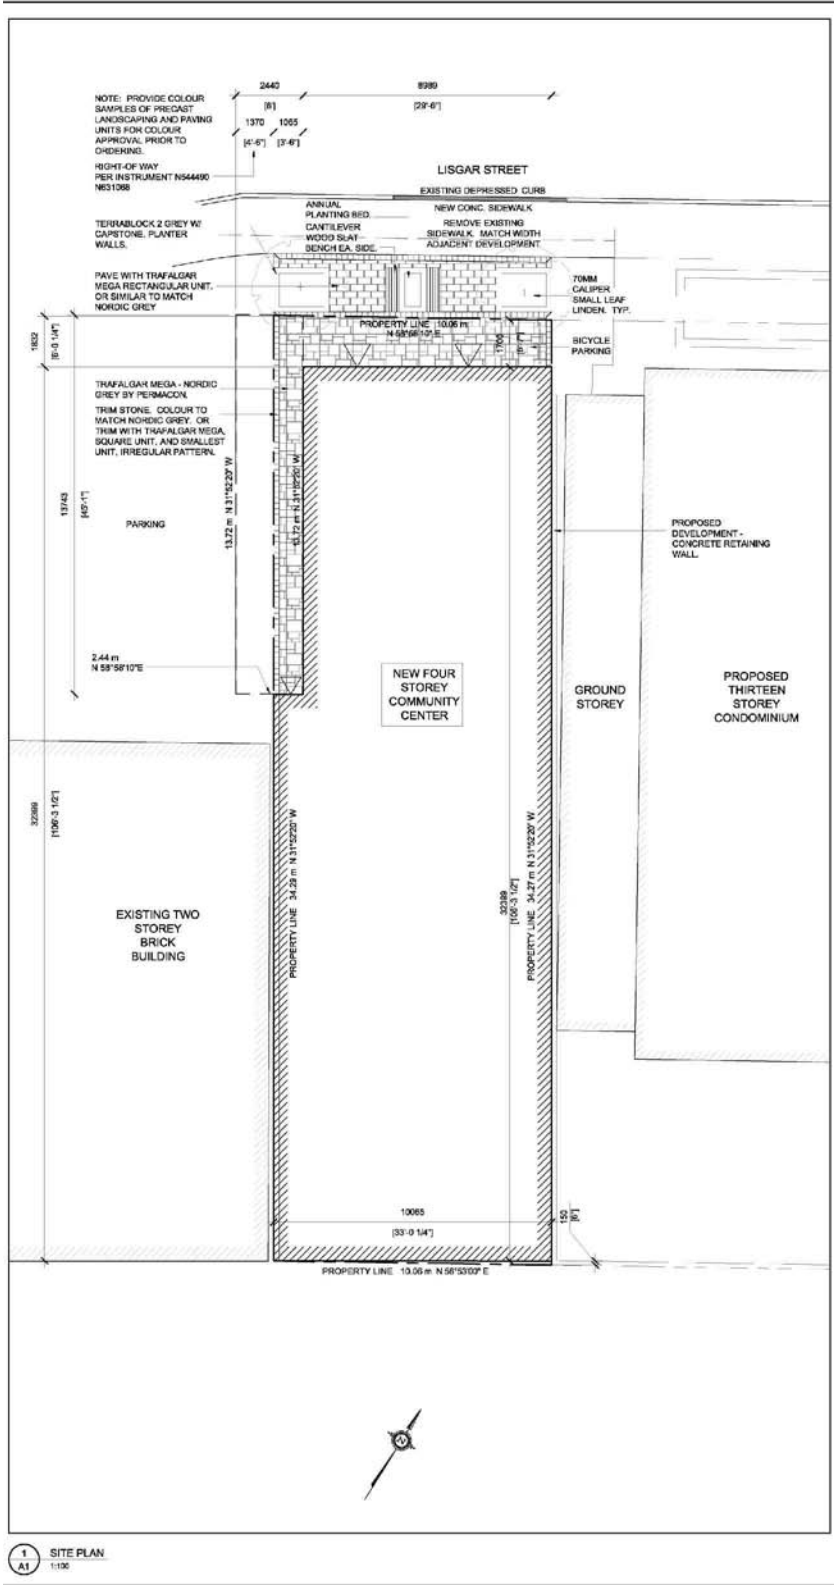 2440
8989
[8']
[29'-6"]
1370
1065
[4'-6"]
[3'-6"]
NOTE: PROVIDE COLOUR
SAMPLES OF PRECAST
LANDSCAPING AND PAVING
UNITS FOR COLOUR
APPROVAL PRIOR TO
ORDERING.
RIGHT-OF WAY
PER INSTRUMENT N544490
N631068
LISGAR STREET
EXISTING DEPRESSED CURB
ANNUAL
PLANTING BED.
CANTILEVER
WOOD SLAT
BENCH EA. SIDE.
NEW CONC. SIDEWALK
REMOVE EXISTING
SIDEWALK. MATCH WIDTH
ADJACENT DEVELOPMENT
TERRABLOCK 2 GREY W/
CAPSTONE. PLANTER
WALLS.
PAVE WITH TRAFALGAR
MEGA RECTANGULAR UNIT.
OR SIMILAR TO MATCH
NORDIC GREY
70MM
CALIPER
SMALL LEAF
LINDEN. TYP.
PROPERTY LINE 10.06 m
N 58°58'10" E
1832
[6'-0 1/4"]
1700
[5'-7"]
BICYCLE
PARKING
TRAFALGAR MEGA - NORDIC
GREY BY PERMACON.
TRIM STONE. COLOUR TO
MATCH NORDIC GREY. OR
TRIM WITH TRAFALGAR MEGA,
SQUARE UNIT, AND SMALLEST
UNIT, IRREGULAR PATTERN.
13743
[45'-1"]
PARKING
13.72 m N 31°52'20" W
13.72 m N 31°52'20" W
PROPOSED
DEVELOPMENT -
CONCRETE RETAINING
WALL.
2.44 m
N 58°58'10"E
NEW FOUR
STOREY
COMMUNITY
CENTER
GROUND
STOREY
PROPOSED
THIRTEEN
STOREY
CONDOMINIUM
32399
[106'-3 1/2"]
PROPERTY LINE 34.29 m N 31°52'20" W
32399
[106'-3 1/2"]
PROPERTY LINE 34.27 m N 31°52'20" W
EXISTING TWO
STOREY
BRICK
BUILDING
10065
[33'-0 1/4"]
150
[6"]
PROPERTY LINE 10.06 m N 58°53'00" E
N
1
A1
SITE PLAN
1:100